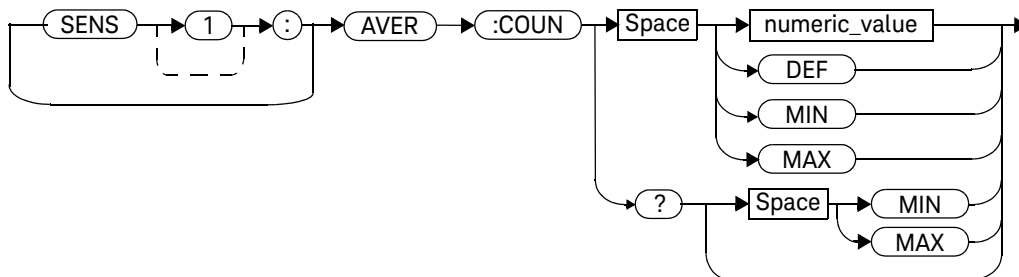 SENS 1 : AVER :COUN Space numeric_value
DEF
MIN
MAX
? Space MIN
MAX